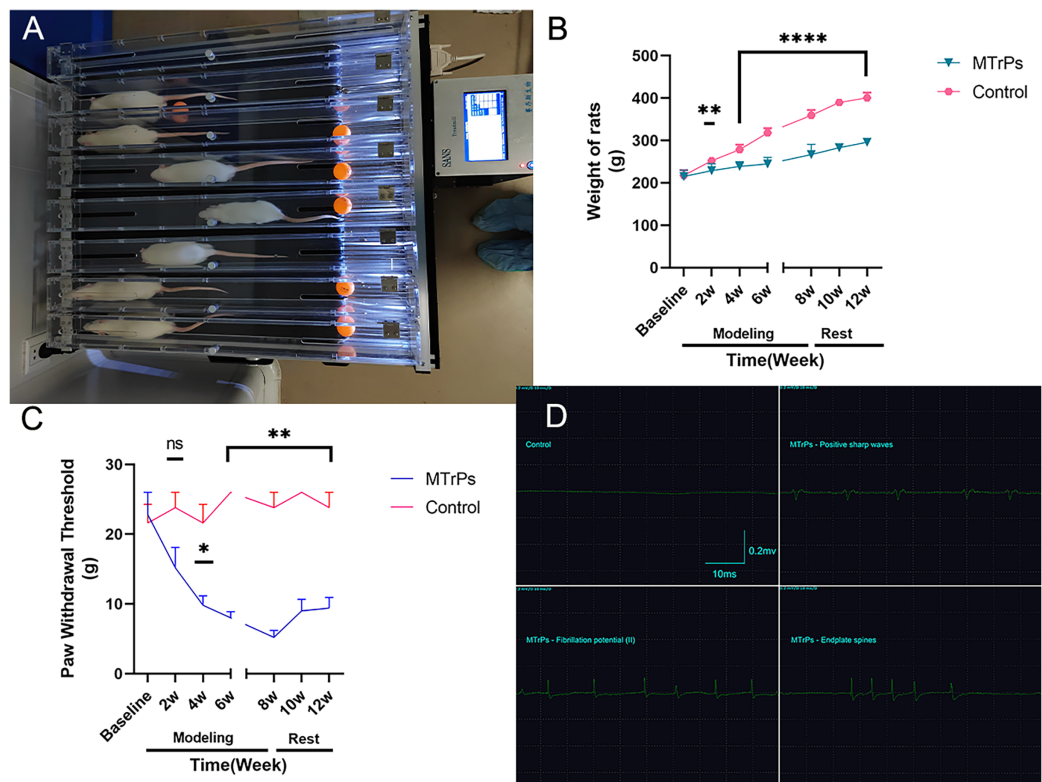 A
SANS
Treadmill
B
****
**
MTrPs
Control
Weight of rats
(g)
500
400
300
200
100
0
Baseline
2w
4w
6w
8w
10w
12w
Modeling
Rest
Time(Week)
C
ns
**
*
MTrPs
Control
Paw Withdrawal Threshold
(g)
30
20
10
0
Baseline
2w
4w
6w
8w
10w
12w
Modeling
Rest
Time(Week)
D
Control
0.2mv
10ms
MTrPs - Positive sharp waves
MTrPs - Fibrillation potential (II)
MTrPs - Endplate spines